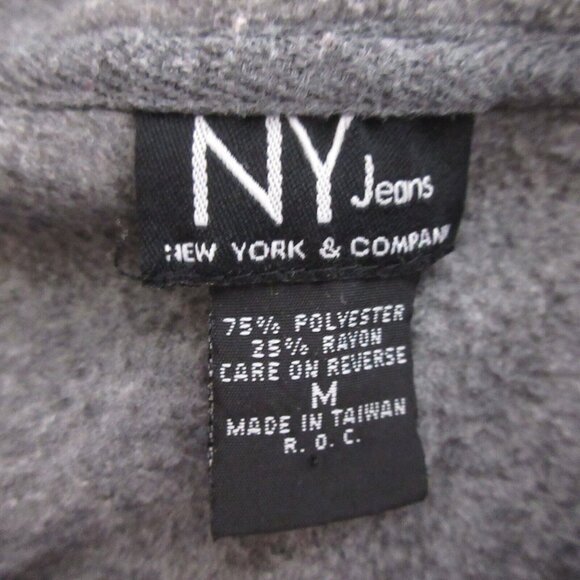 NY Jeans
NEW YORK & COMPANY
75% POLYESTER
25% RAYON
CARE ON REVERSE
M
MADE IN TAIWAN
R. O. C.